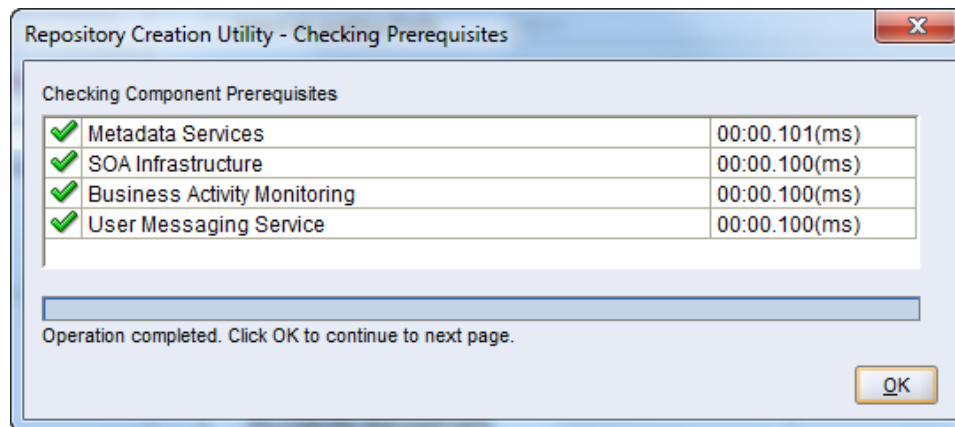 Repository Creation Utility - Checking Prerequisites
Checking Component Prerequisites
Metadata Services 00:00.101(ms)
SOA Infrastructure 00:00.100(ms)
Business Activity Monitoring 00:00.100(ms)
User Messaging Service 00:00.100(ms)
Operation completed. Click OK to continue to next page.
OK